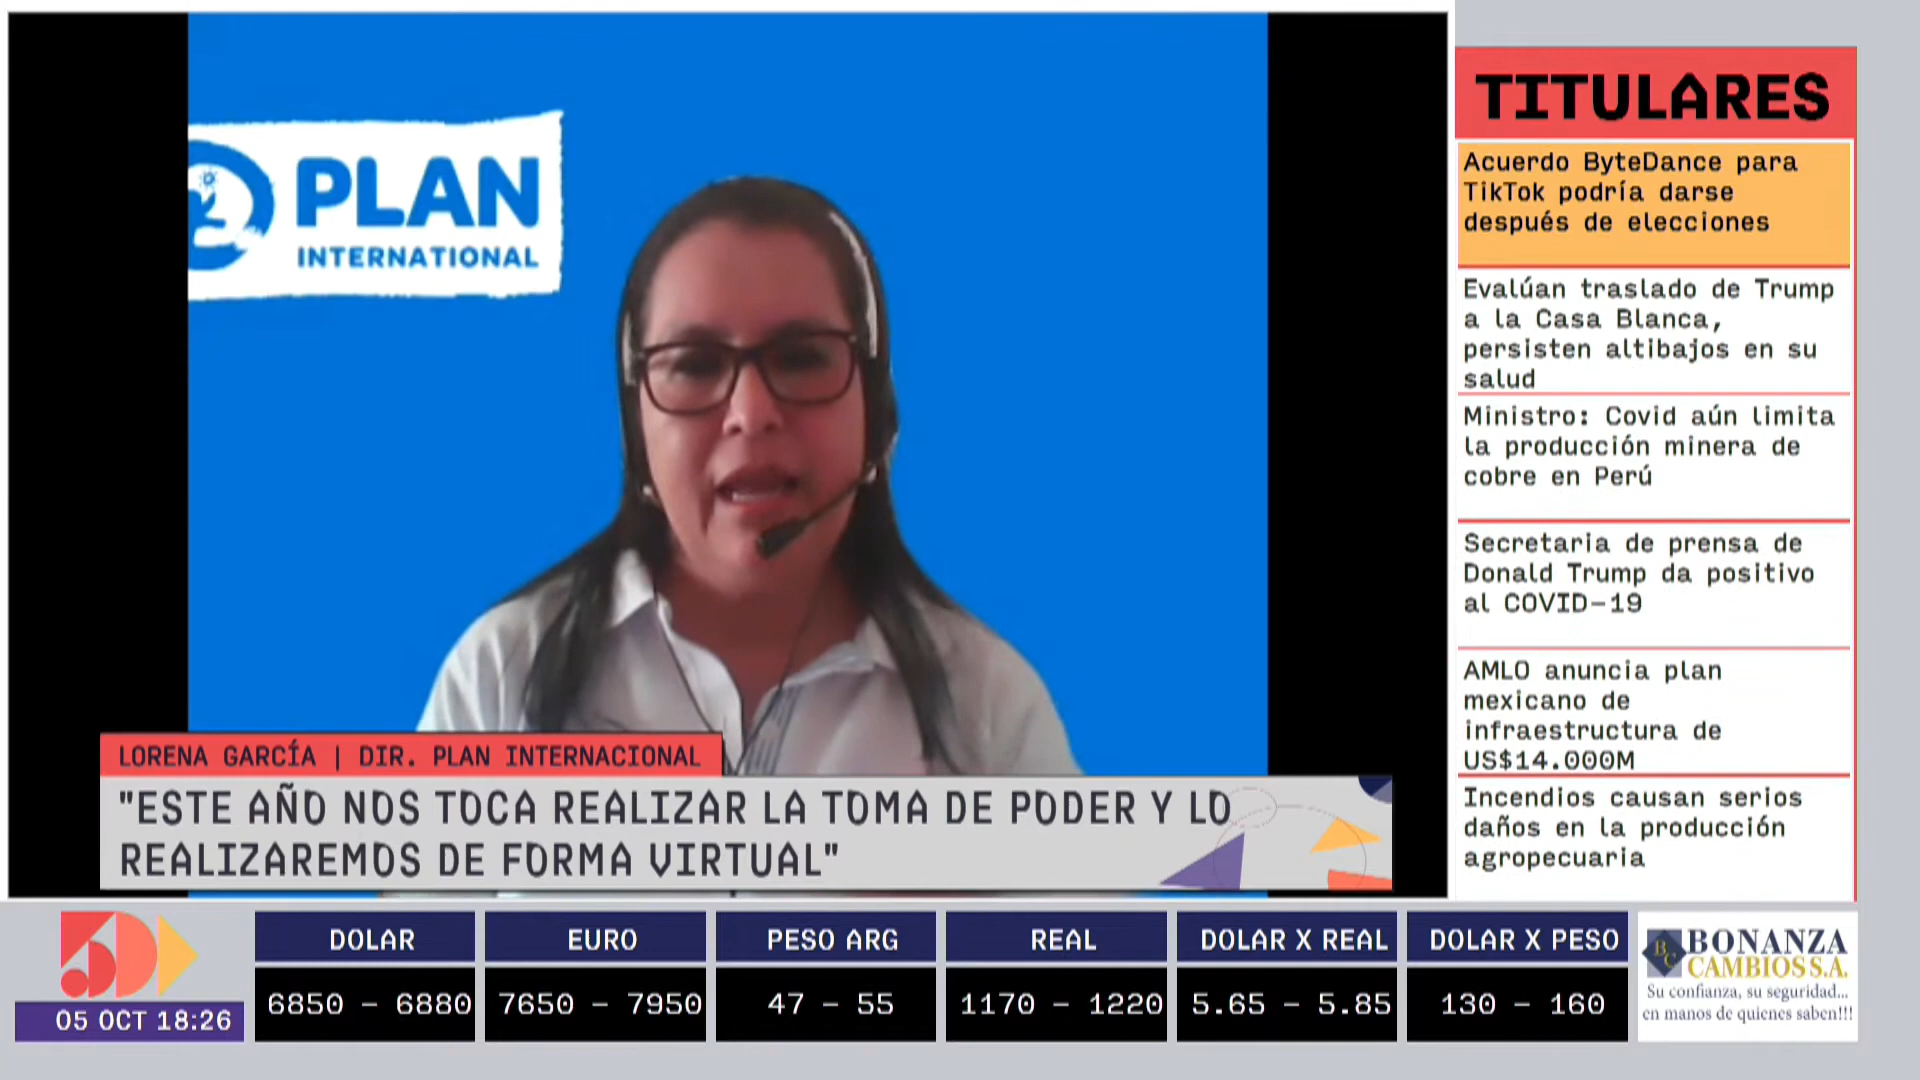 PLAN
INTERNATIONAL
LORENA GARCÍA | DIR. PLAN INTERNACIONAL
"ESTE AÑO NOS TOCA REALIZAR LA TOMA DE PODER Y LO
REALIZAREMOS DE FORMA VIRTUAL"
TITULARES
Acuerdo ByteDance para
TikTok podría darse
después de elecciones
Evalúan traslado de Trump
a la Casa Blanca,
persisten altibajos en su
salud
Ministro: Covid aún limita
la producción minera de
cobre en Perú
Secretaria de prensa de
Donald Trump da positivo
al COVID-19
AMLO anuncia plan
mexicano de
infraestructura de
US$14.000M
Incendios causan serios
daños en la producción
agropecuaria
5D
05 OCT 18:26
DOLAR
6850 - 6880
EURO
7650 - 7950
PESO ARG
47 - 55
REAL
1170 - 1220
DOLAR X REAL
5.65 - 5.85
DOLAR X PESO
130 - 160
BC
BONANZA
CAMBIOS S.A.
Su confianza, su seguridad...
en manos de quienes saben!!!